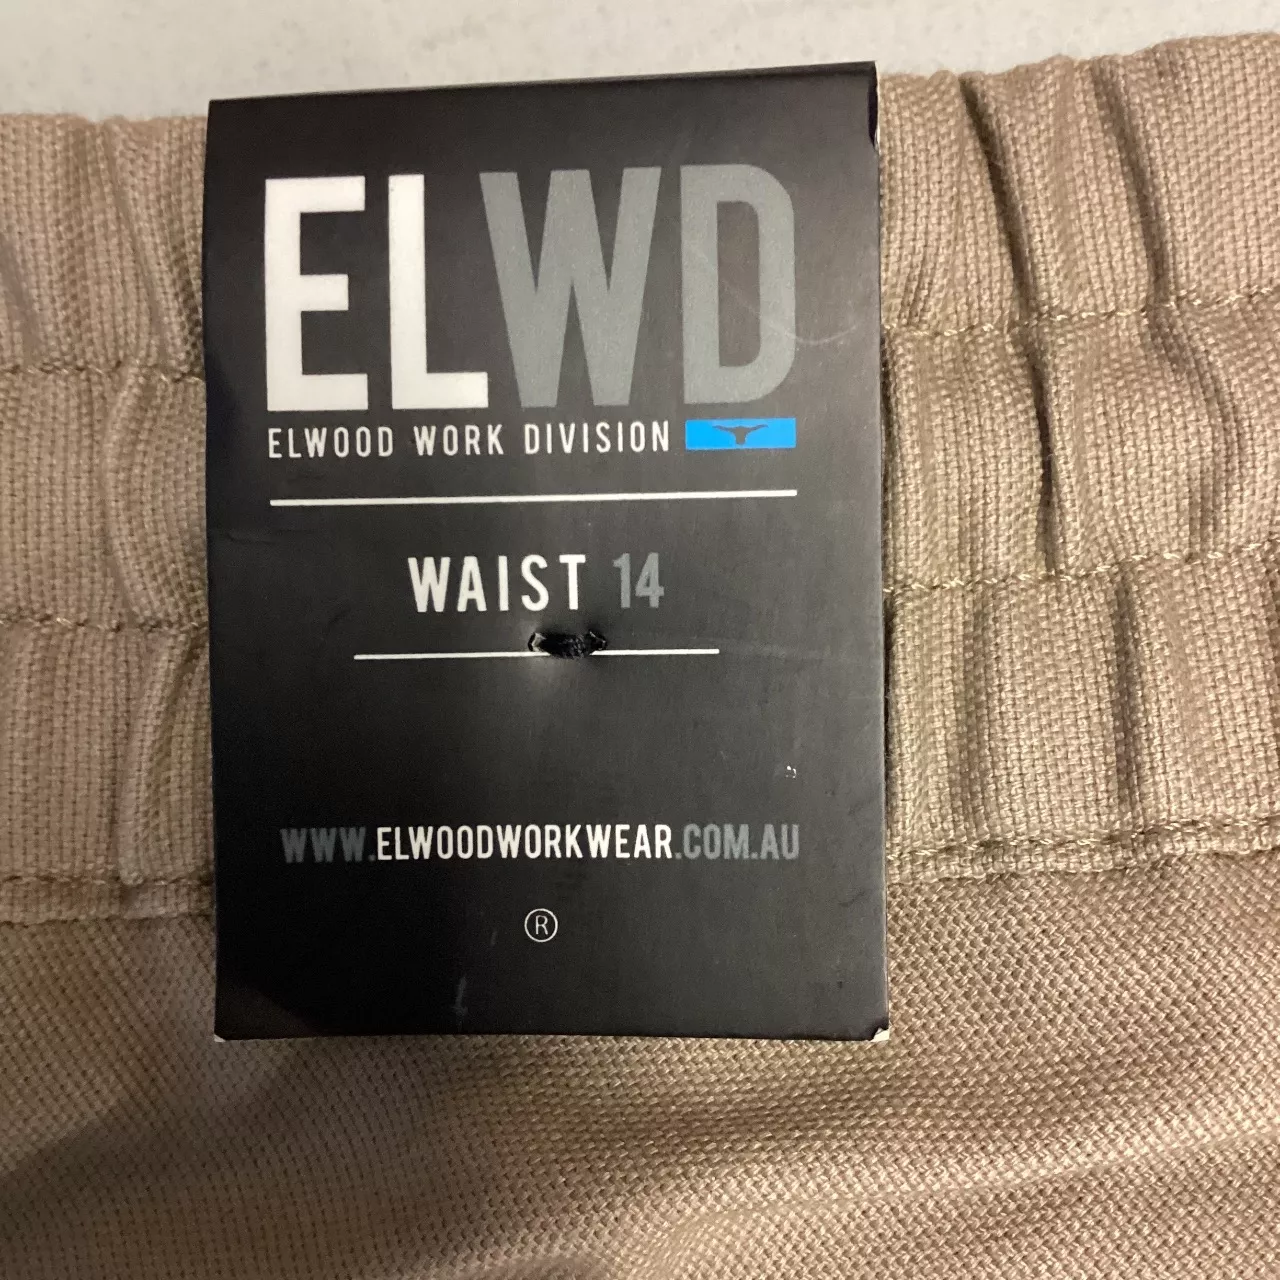 ELWD
ELWOOD WORK DIVISION
WAIST 14
WWW.ELWOODWORKWEAR.COM.AU
®